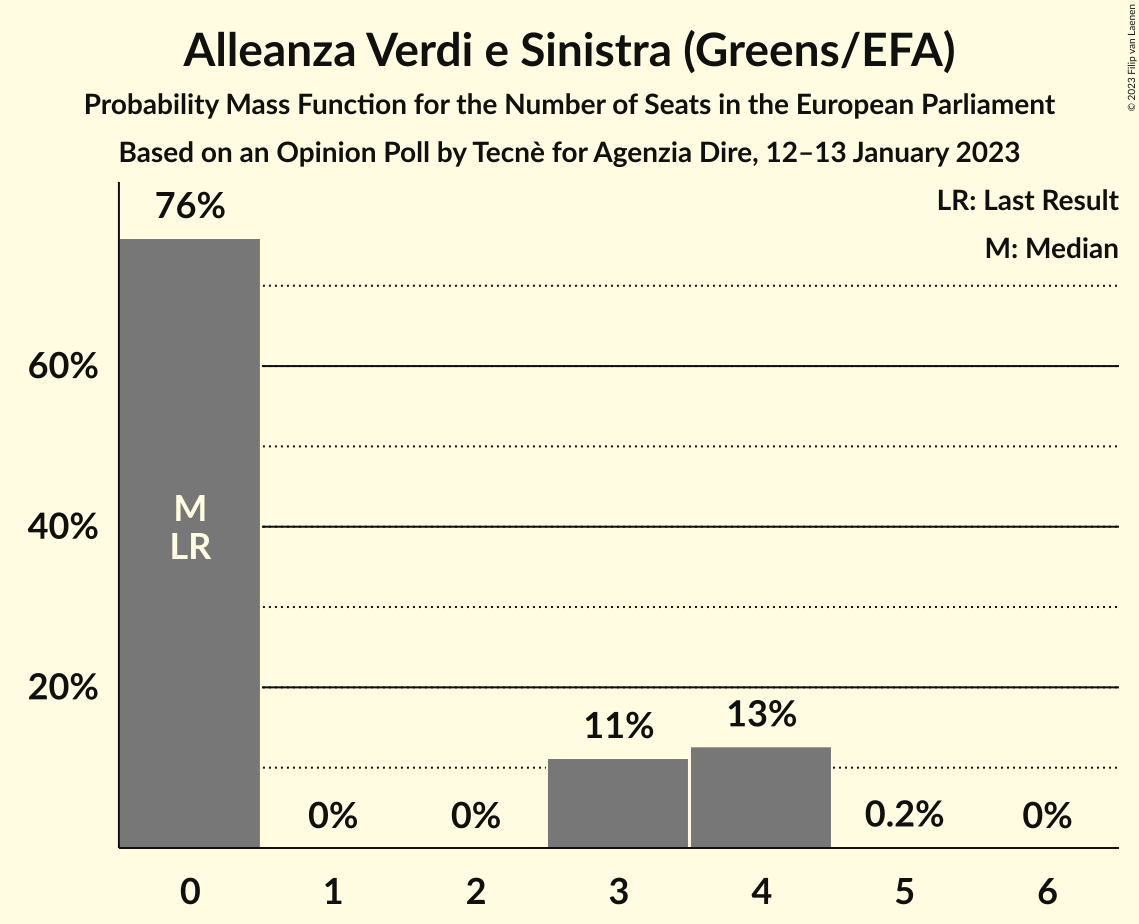 Alleanza Verdi e Sinistra (Greens/EFA)
Probability Mass Function for the Number of Seats in the European Parliament
Based on an Opinion Poll by Tecnè for Agenzia Dire, 12–13 January 2023
© 2023 Filip van Laenen
LR: Last Result
M: Median
76%
60%
40%
20%
M
LR
0%
0%
11%
13%
0.2%
0%
0 1 2 3 4 5 6